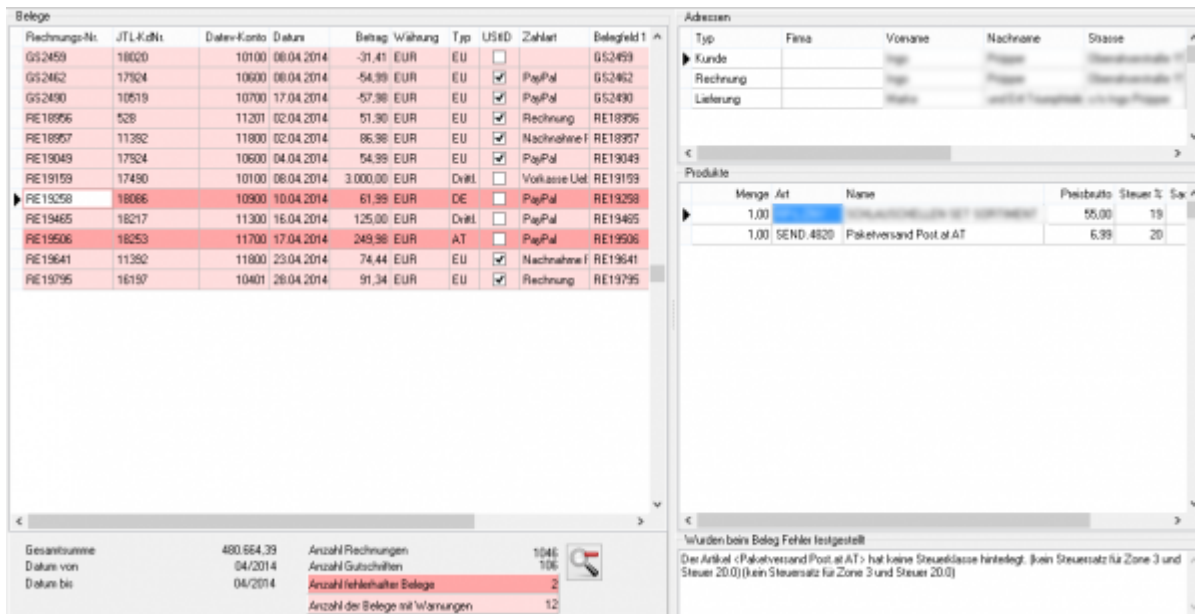 Belege
Rechnungs-Nr. JTL-KdNr. Datev-Konto Datum Betrag Währung Typ UStID Zahlart Belegfeld 1
GS2459 18020 10100 08.04.2014 -31,41 EUR EU GS2459
GS2462 17924 10600 08.04.2014 -54,99 EUR EU PayPal GS2462
GS2490 10519 10700 17.04.2014 -57,98 EUR EU PayPal GS2490
RE18956 528 11201 02.04.2014 51,90 EUR EU Rechnung RE18956
RE18957 11392 11800 02.04.2014 86,98 EUR EU Nachnahme F RE18957
RE19049 17924 10600 04.04.2014 54,99 EUR EU PayPal RE19049
RE19159 17490 10100 08.04.2014 3.000,00 EUR Drittl. Vorkasse Uet RE19159
RE19258 18086 10900 10.04.2014 61,99 EUR DE PayPal RE19258
RE19465 18217 11300 16.04.2014 125,00 EUR Drittl. PayPal RE19465
RE19506 18253 11700 17.04.2014 249,98 EUR AT PayPal RE19506
RE19641 11392 11800 23.04.2014 74,44 EUR EU Nachnahme F RE19641
RE19795 16197 10401 28.04.2014 91,34 EUR EU Rechnung RE19795
Gesamtsumme 480.664,39
Datum von 04/2014
Datum bis 04/2014
Anzahl Rechnungen 1046
Anzahl Gutschriften 106
Anzahl fehlerhafter Belege 2
Anzahl der Belege mit Warnungen 12
Adressen
Typ Firma Vorname Nachname Strasse
Kunde
Rechnung
Lieferung
Produkte
Menge Art Name Preisbrutto Steuer % Sac
1,00 55,00 19
1,00 SEND.4820 Paketversand Post.at AT 6,99 20
Wurden beim Beleg Fehler festgestellt
Der Artikel <Paketversand Post.at AT> hat keine Steuerklasse hinterlegt. (kein Steuersatz für Zone 3 und
Steuer 20.0)(kein Steuersatz für Zone 3 und Steuer 20.0)